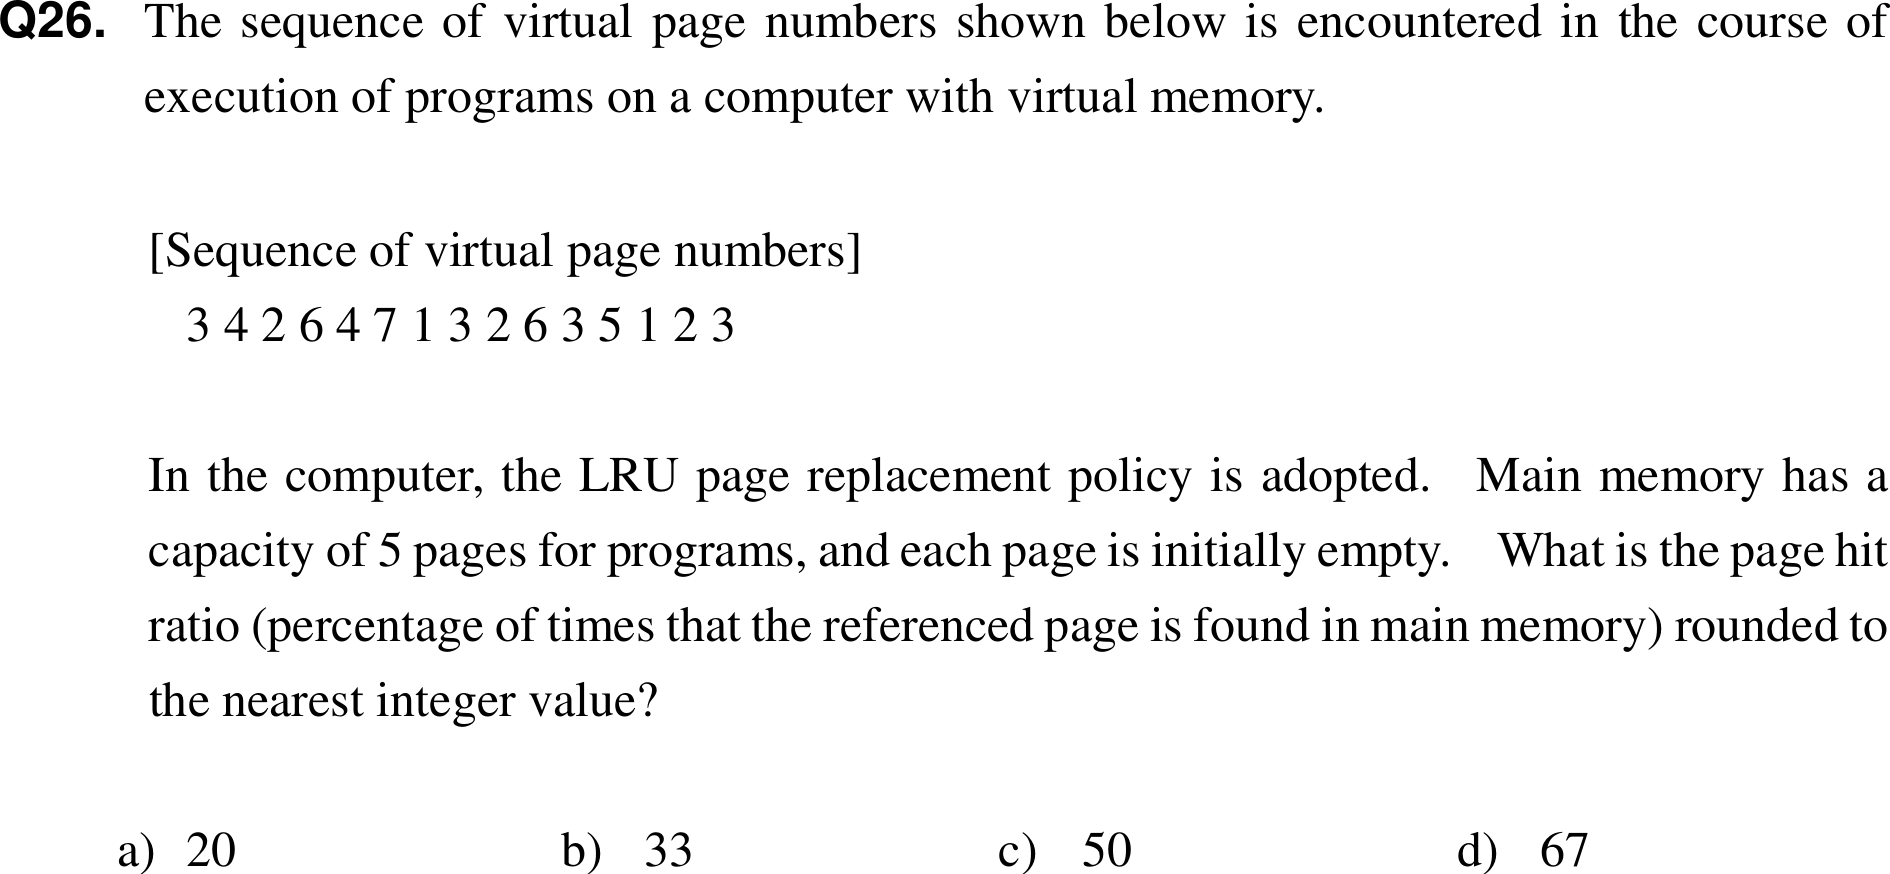 Q26. The sequence of virtual page numbers shown below is encountered in the course of
execution of programs on a computer with virtual memory.
[Sequence of virtual page numbers]
3 4 2 6 4 7 1 3 2 6 3 5 1 2 3
In the computer, the LRU page replacement policy is adopted. Main memory has a
capacity of 5 pages for programs, and each page is initially empty. What is the page hit
ratio (percentage of times that the referenced page is found in main memory) rounded to
the nearest integer value?
a) 20 b) 33 c) 50 d) 67